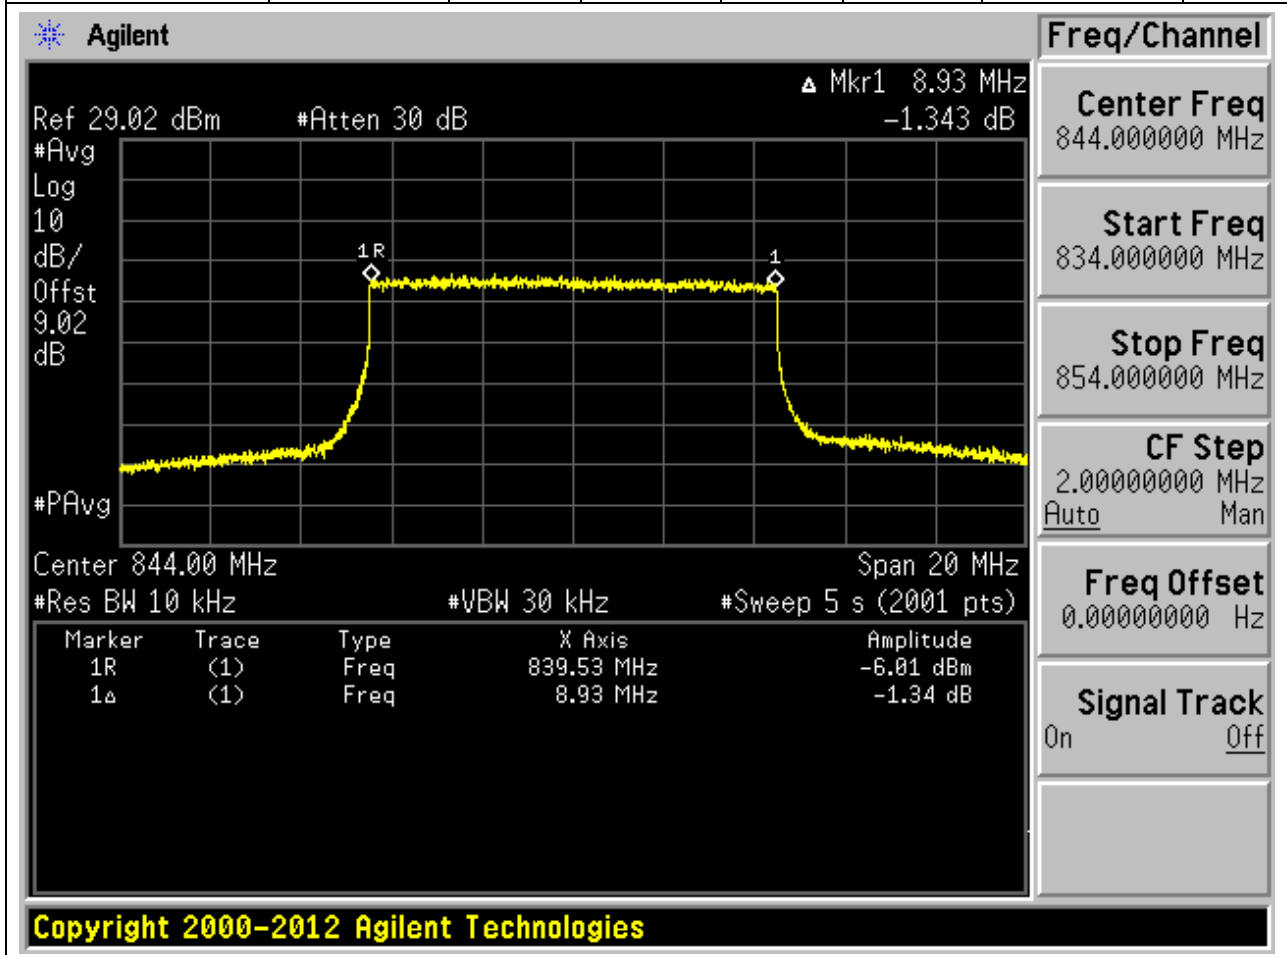 Agilent
Freq/Channel
Δ Mkr1 8.93 MHz
Ref 29.02 dBm #Atten 30 dB -1.343 dB
#Avg
Log
10
dB/
Offst
9.02
dB
1R
1
#PAvg
Center 844.00 MHz Span 20 MHz
#Res BW 10 kHz #VBW 30 kHz #Sweep 5 s (2001 pts)
Marker Trace Type X Axis Amplitude
1R (1) Freq 839.53 MHz -6.01 dBm
1Δ (1) Freq 8.93 MHz -1.34 dB
Center Freq
844.000000 MHz
Start Freq
834.000000 MHz
Stop Freq
854.000000 MHz
CF Step
2.00000000 MHz
Auto Man
Freq Offset
0.00000000 Hz
Signal Track
On Off
Copyright 2000-2012 Agilent Technologies